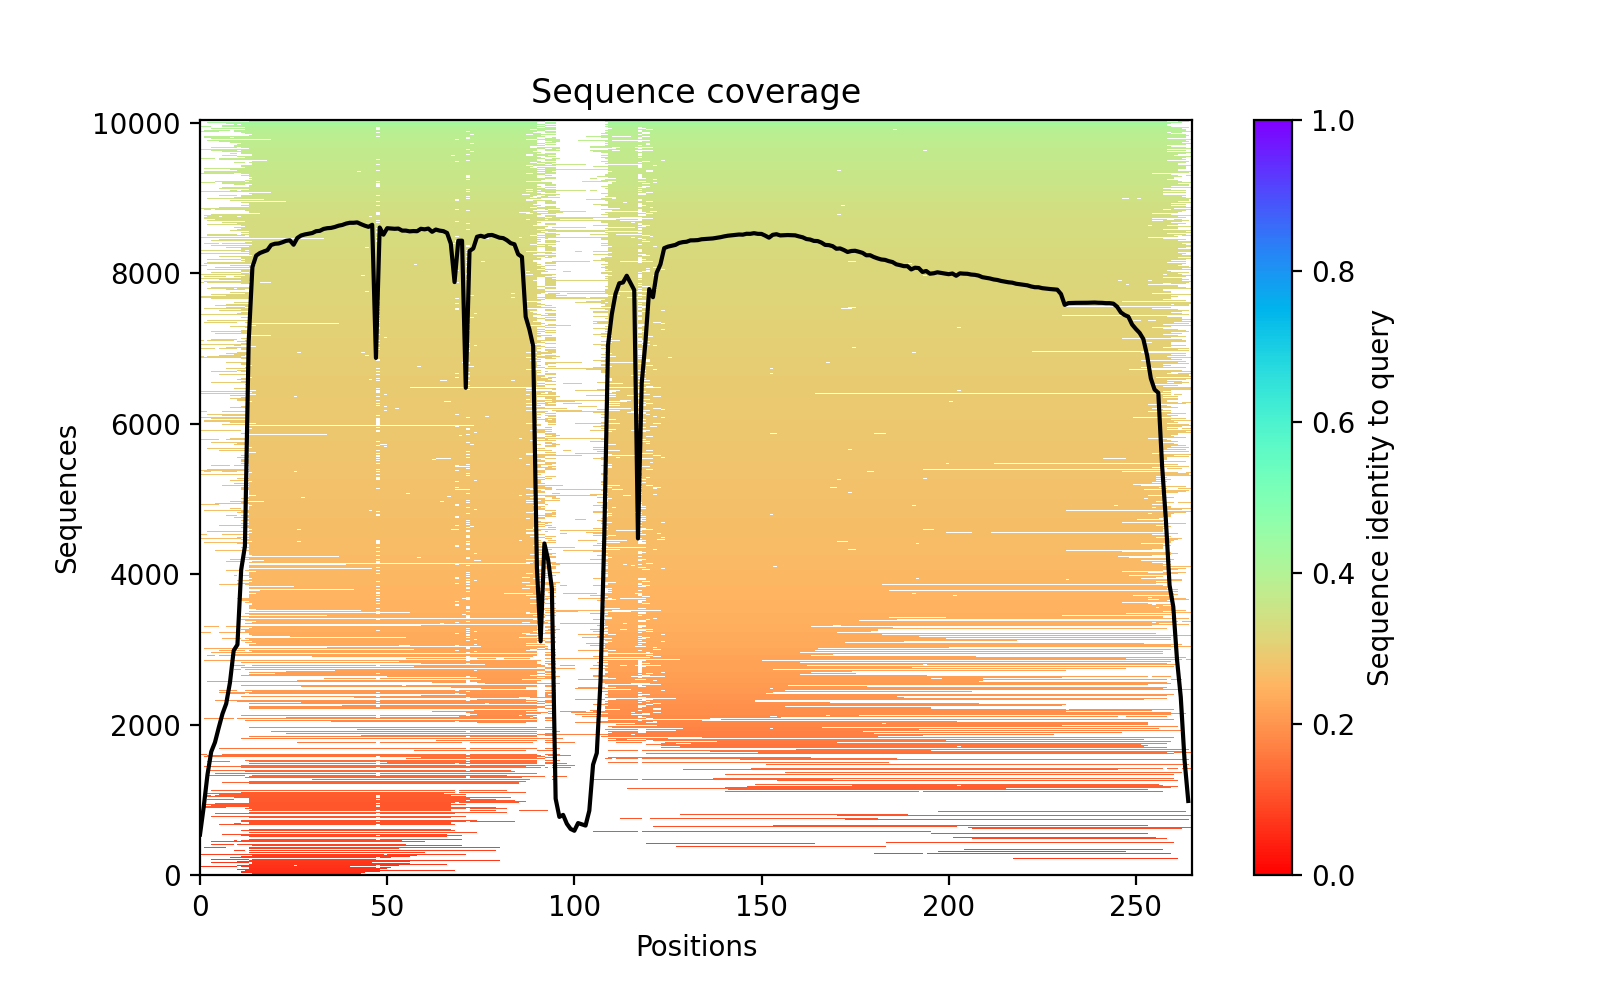 Sequence coverage
10000
8000
6000
4000
2000
0
Sequences
0 50 100 150 200 250
Positions
1.0
0.8
0.6
0.4
0.2
0.0
Sequence identity to query